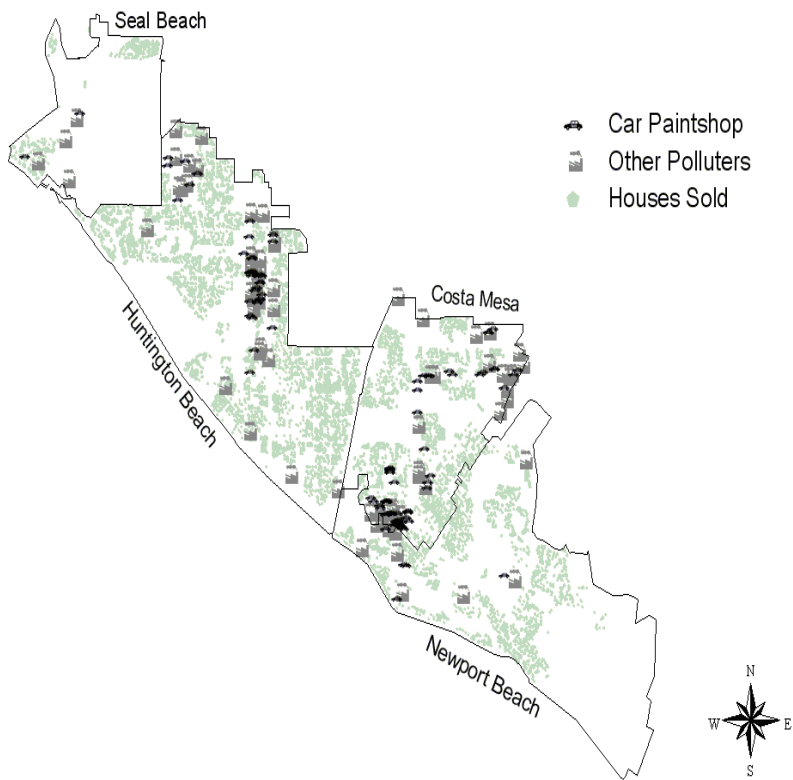 Seal Beach
Car Paintshop
Other Polluters
Houses Sold
Costa Mesa
Huntington Beach
Newport Beach
N
W
E
S